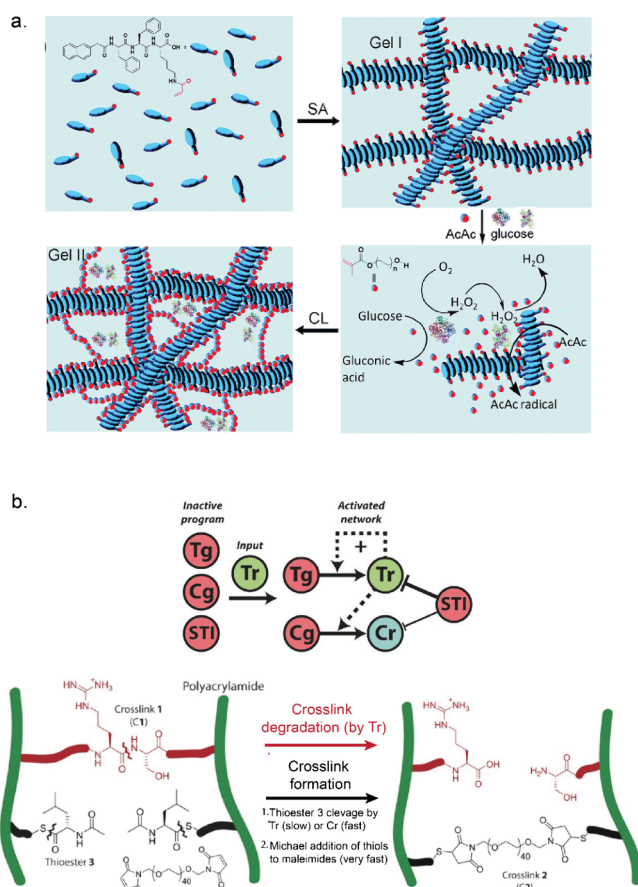 a.
Gel I
O
N
H
O
H
N
O
N
H
O
OH
NH
O
SA
AcAc
glucose
Gel II
CL
O
O
n
O
H
O₂
H₂O
H₂O₂
H₂O₂
Glucose
AcAc
Gluconic
acid
AcAc radical
b.
Inactive
program
Activated
network
Tg
Input
+
Tr
Tg
Tr
Cg
STI
STI
Cg
Cr
Polyacrylamide
Crosslink 1
(C1)
Crosslink
degradation (by Tr)
Crosslink
formation
1. Thioester 3 clevage by
Tr (slow) or Cr (fast)
2. Michael addition of thiols
to maleimides (very fast)
Thioester 3
40
40
Crosslink 2